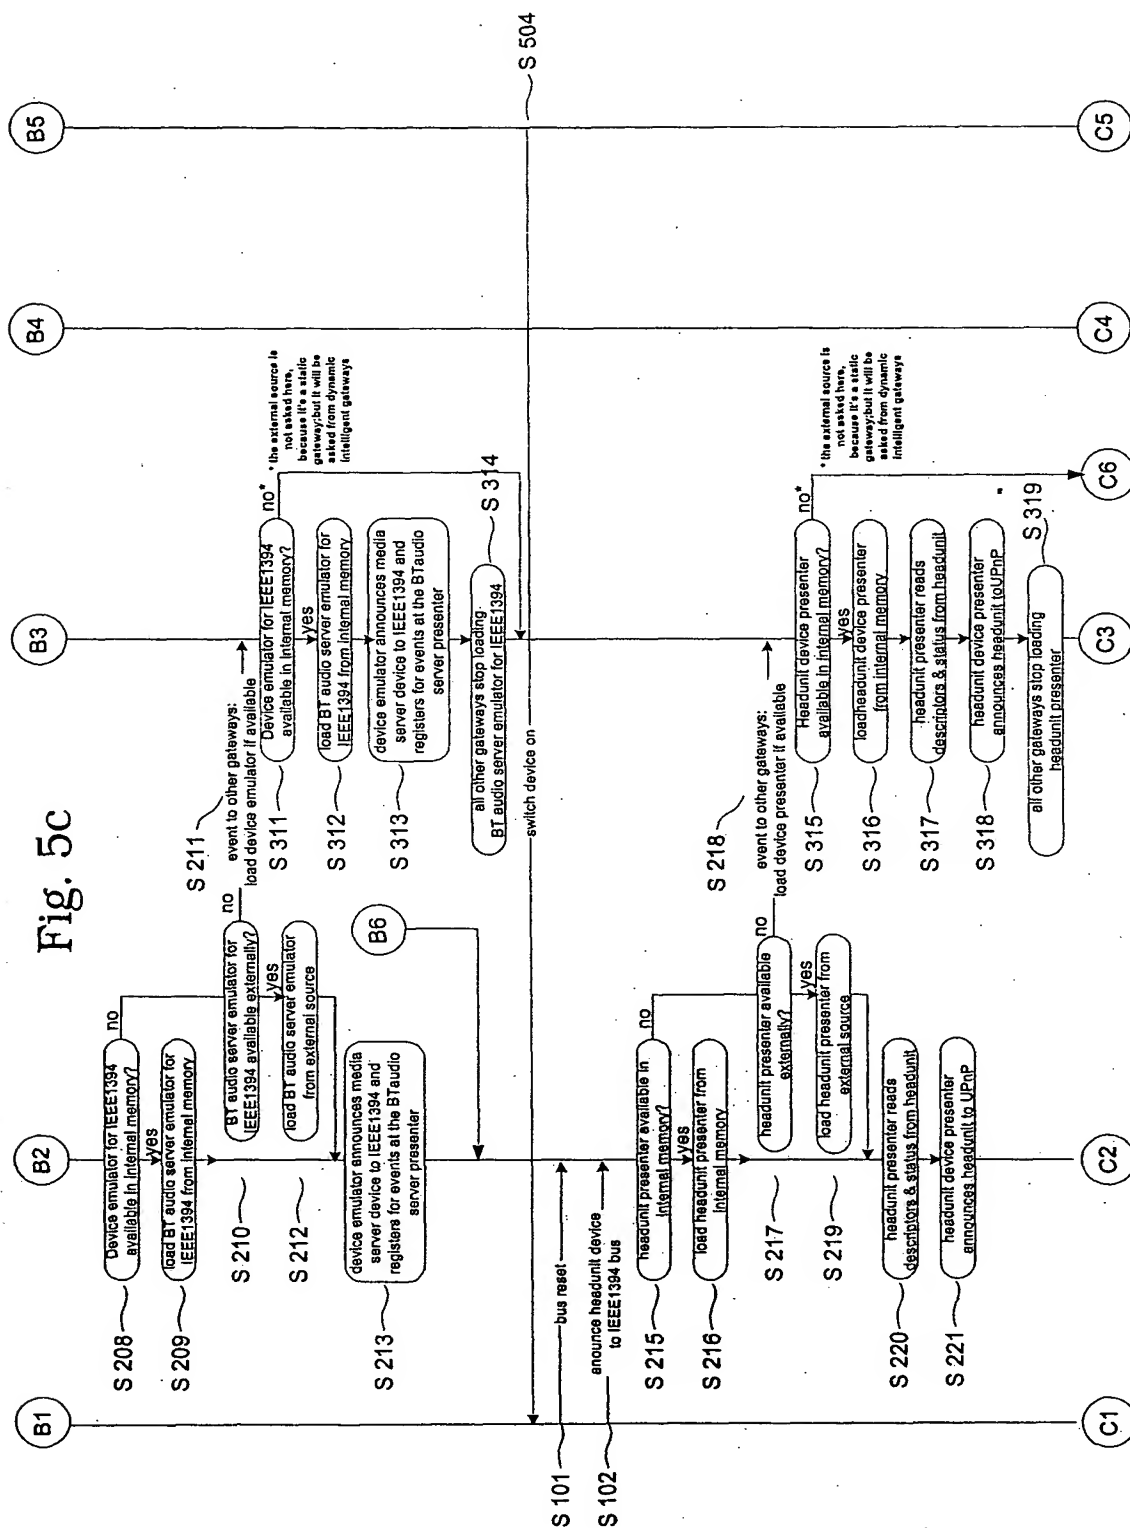 Fig. 5c
B1
B2
B3
B4
B5
S 208
Device emulator for IEEE1394
available in Internal memory?
no
yes
S 209
load BT audio server emulator for
IEEE1394 from Internal memory
S 210
BT audio server emulator for
IEEE1394 available externally?
no
yes
S 211
event to other gateways:
load device emulator if available
S 212
load BT audio server emulator
from external source
S 213
device emulator announces media
server device to IEEE1394 and
registers for events at the BTaudio
server presenter
S 311
Device emulator for IEEE1394
available in Internal memory?
no*
yes
* the external source is
not asked here,
because it's a static
gateway;but it will be
asked from dynamic
Intelligent gateways
S 312
load BT audio server emulator for
IEEE1394 from Internal memory
S 313
device emulator announces media
server device to IEEE1394 and
registers for events at the BTaudio
server presenter
S 314
all other gateways stop loading.
BT audio server emulator for IEEE1394
B6
switch device on
S 504
S 101
bus reset
S 102
anounce headunit device
to IEEE1394 bus
S 215
headunit presenter available in
Internal memory?
no
yes
S 216
load headunit presenter from
Internal memory
S 217
headunit presenter available
externally?
no
yes
S 218
event to other gateways:
load device presenter if available
S 219
load headunit presenter from
external source
S 220
headunit presenter reads
descriptors & status from headunit
S 221
headunit device presenter
announces headunit to UPnP
S 315
Headunit device presenter
available in internal memory?
no*
yes
* the external source is
not asked here,
because it's a static
gateway;but it will be
asked from dynamic
Intelligent gateways
S 316
loadheadunit device presenter
from internal memory
S 317
headunit presenter reads
descriptors & status from headunit
S 318
headunit device presenter
announces headunit toUPnP
S 319
all other gateways stop loading
headunit presenter
C1
C2
C3
C6
C4
C5